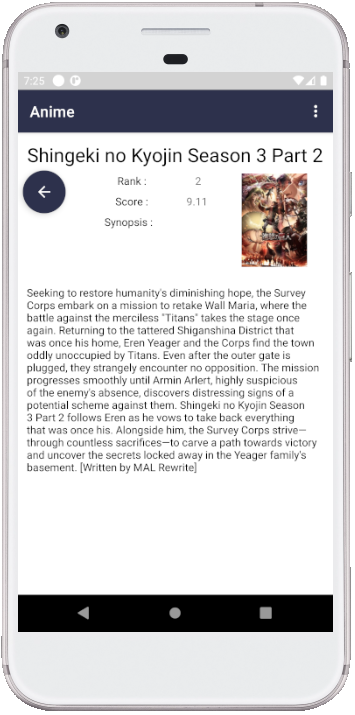 7:25
Anime
Shingeki no Kyojin Season 3 Part 2
Rank : 2
Score : 9.11
Synopsis :
Seeking to restore humanity's diminishing hope, the Survey
Corps embark on a mission to retake Wall Maria, where the
battle against the merciless "Titans" takes the stage once
again. Returning to the tattered Shiganshina District that
was once his home, Eren Yeager and the Corps find the town
oddly unoccupied by Titans. Even after the outer gate is
plugged, they strangely encounter no opposition. The mission
progresses smoothly until Armin Arlert, highly suspicious
of the enemy's absence, discovers distressing signs of a
potential scheme against them. Shingeki no Kyojin Season
3 Part 2 follows Eren as he vows to take back everything
that was once his. Alongside him, the Survey Corps strive—
through countless sacrifices—to carve a path towards victory
and uncover the secrets locked away in the Yeager family's
basement. [Written by MAL Rewrite]